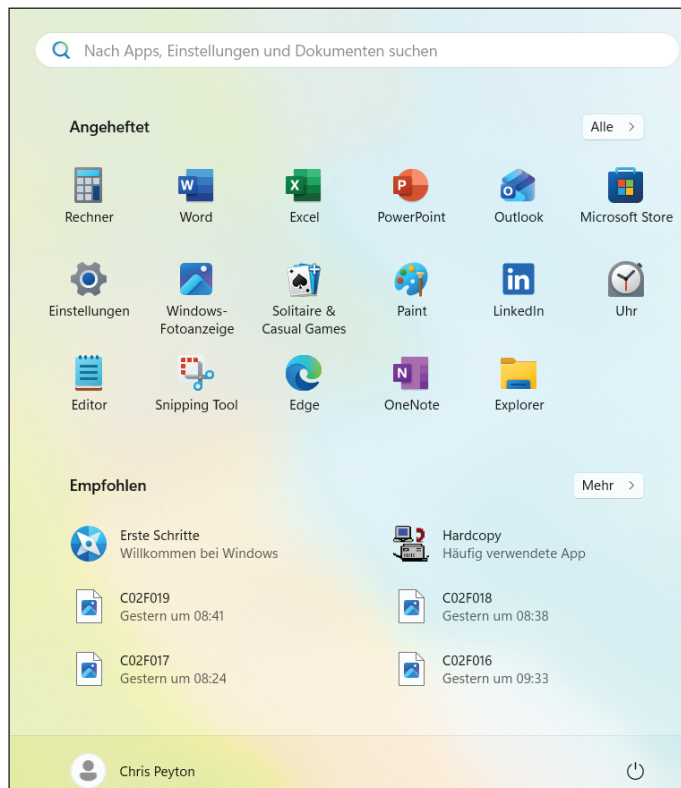 Nach Apps, Einstellungen und Dokumenten suchen
Angeheftet
Alle >
Rechner
Word
Excel
PowerPoint
Outlook
Microsoft Store
Einstellungen
Windows-
Fotoanzeige
Solitaire &
Casual Games
Paint
LinkedIn
Uhr
Editor
Snipping Tool
Edge
OneNote
Explorer
Empfohlen
Mehr >
Erste Schritte
Willkommen bei Windows
Hardcopy
Häufig verwendete App
C02F019
Gestern um 08:41
C02F018
Gestern um 08:38
C02F017
Gestern um 08:24
C02F016
Gestern um 09:33
Chris Peyton